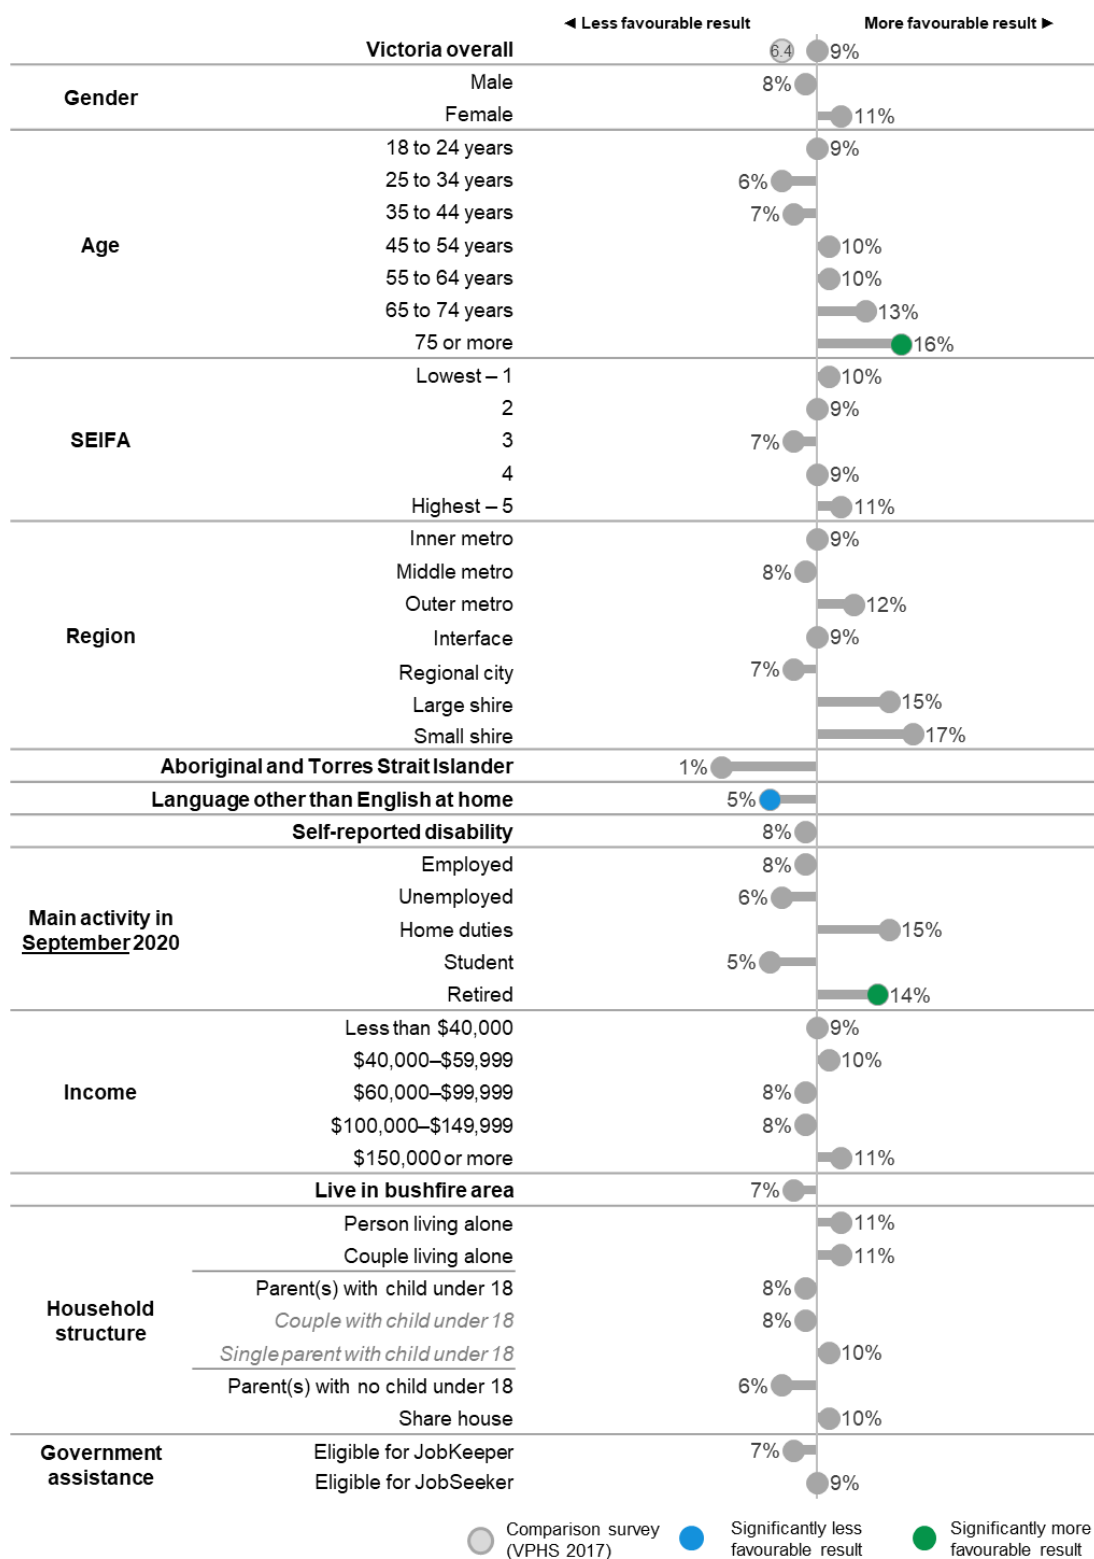 ◄ Less favourable result More favourable result ►
Victoria overall 6.4 9%
Gender
Male 8%
Female 11%
Age
18 to 24 years 9%
25 to 34 years 6%
35 to 44 years 7%
45 to 54 years 10%
55 to 64 years 10%
65 to 74 years 13%
75 or more 16%
SEIFA
Lowest – 1 10%
2 9%
3 7%
4 9%
Highest – 5 11%
Region
Inner metro 9%
Middle metro 8%
Outer metro 12%
Interface 9%
Regional city 7%
Large shire 15%
Small shire 17%
Aboriginal and Torres Strait Islander 1%
Language other than English at home 5%
Self-reported disability 8%
Main activity in
September 2020
Employed 8%
Unemployed 6%
Home duties 15%
Student 5%
Retired 14%
Income
Less than $40,000 9%
$40,000–$59,999 10%
$60,000–$99,999 8%
$100,000–$149,999 8%
$150,000 or more 11%
Live in bushfire area 7%
Household
structure
Person living alone 11%
Couple living alone 11%
Parent(s) with child under 18 8%
Couple with child under 18 8%
Single parent with child under 18 10%
Parent(s) with no child under 18 6%
Share house 10%
Government
assistance
Eligible for JobKeeper 7%
Eligible for JobSeeker 9%
Comparison survey
(VPHS 2017)
Significantly less
favourable result
Significantly more
favourable result